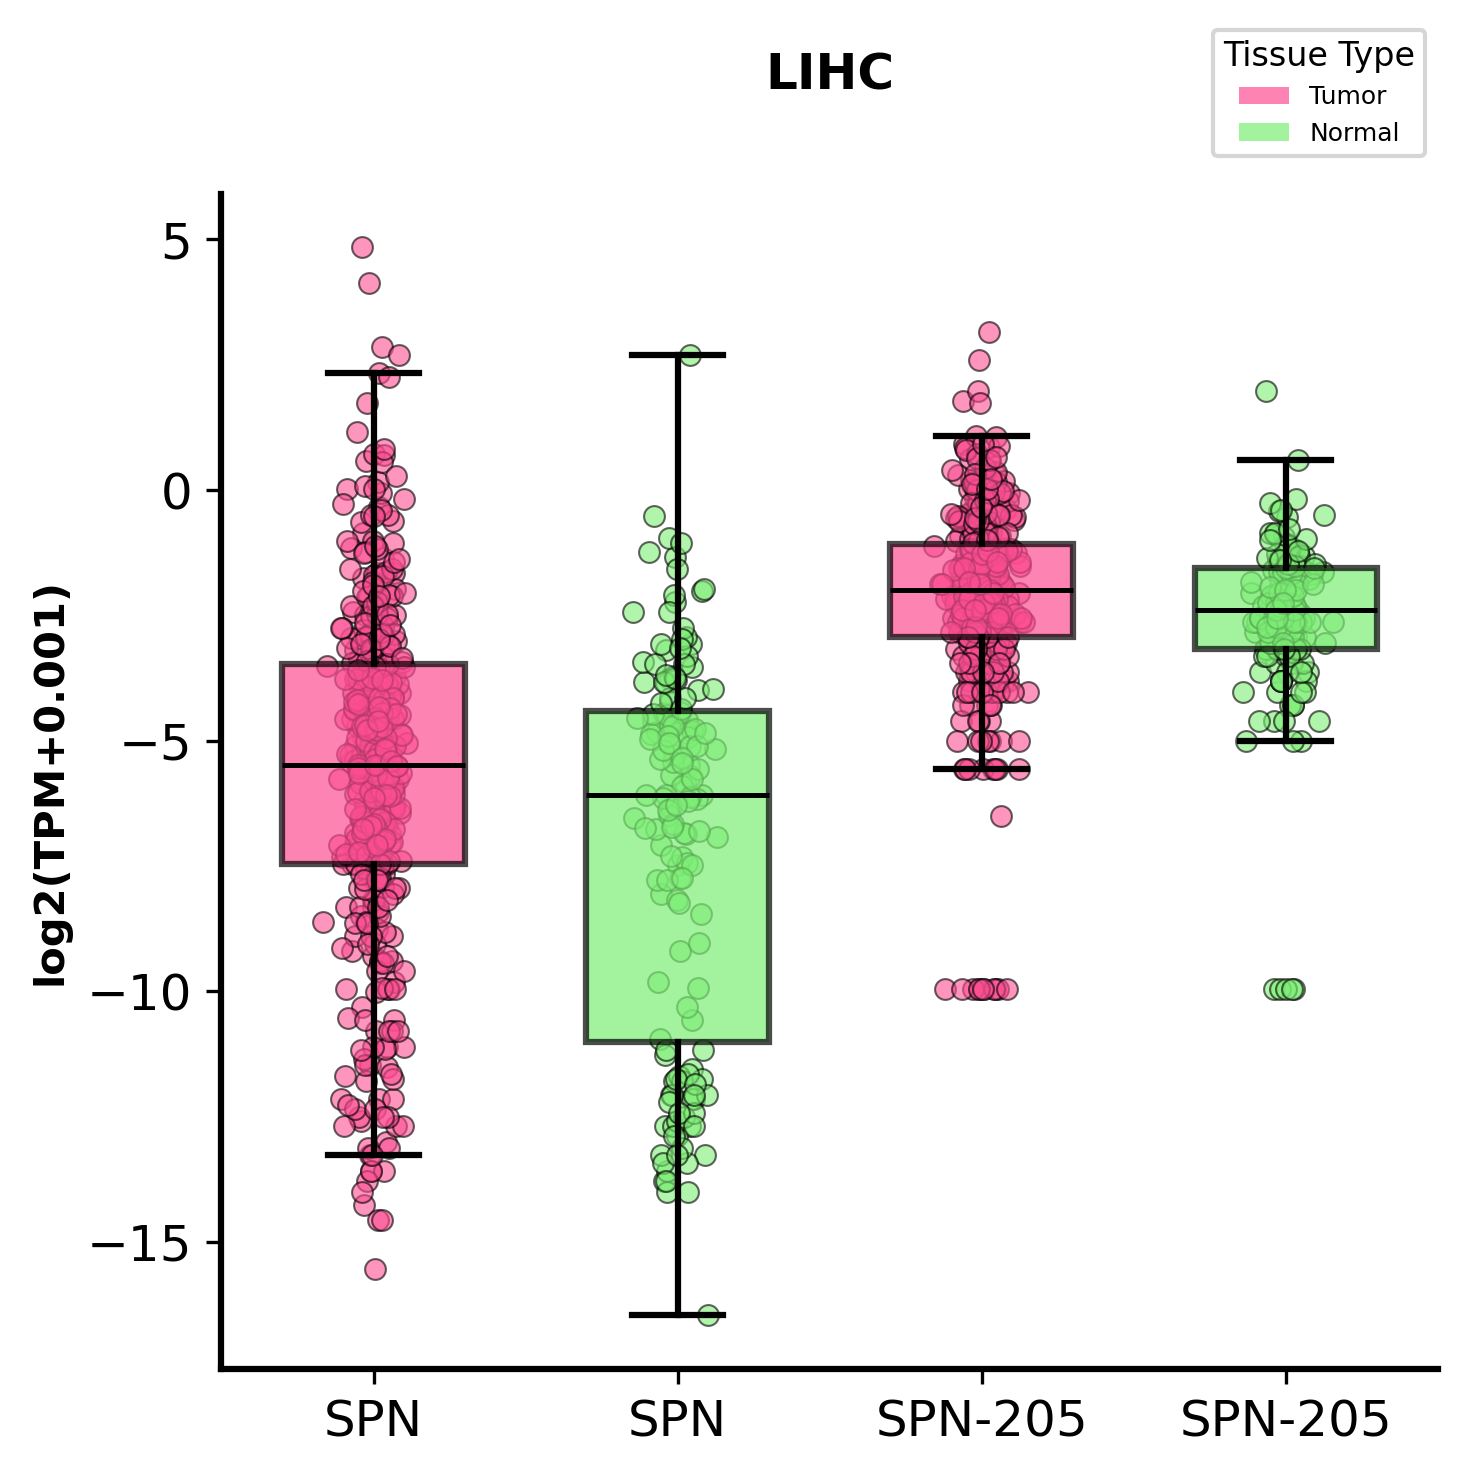 LIHC
Tissue Type
Tumor
Normal
log2(TPM+0.001)
5
0
−5
−10
−15
SPN
SPN
SPN-205
SPN-205